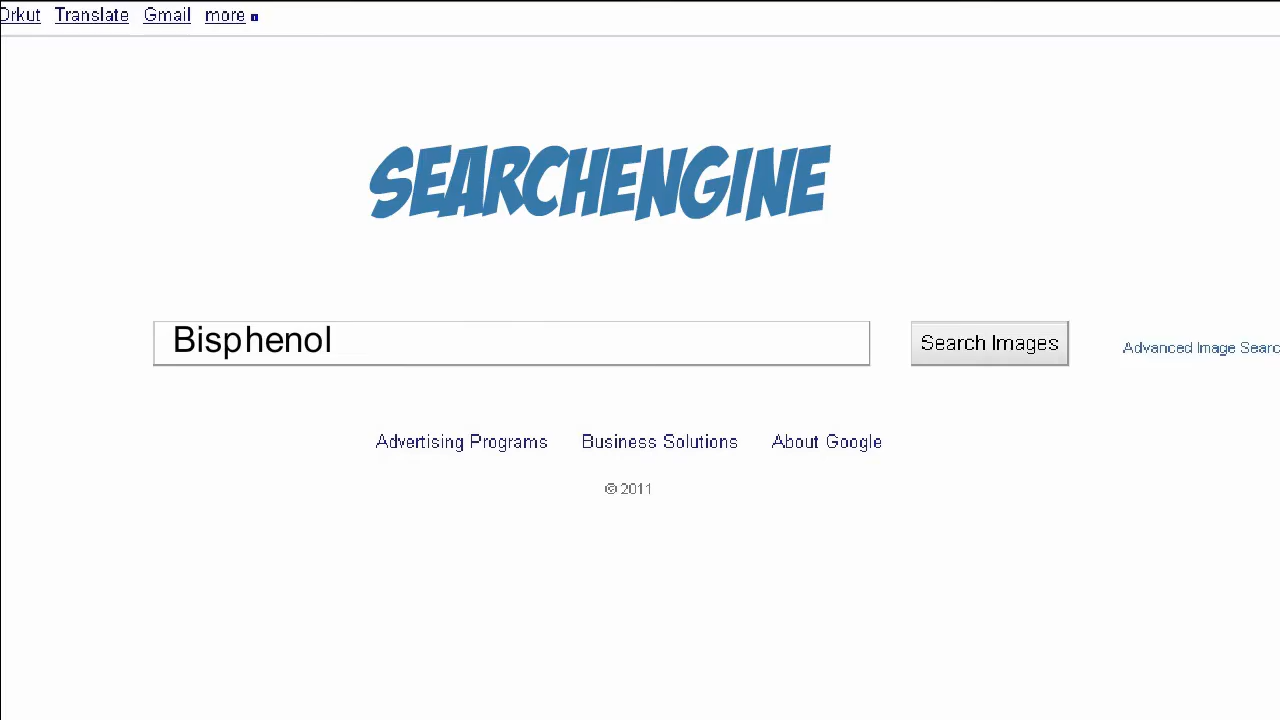 Orkut Translate Gmail more
SEARCHENGINE
Bisphenol
Search Images
Advanced Image Searc
Advertising Programs Business Solutions About Google
© 2011